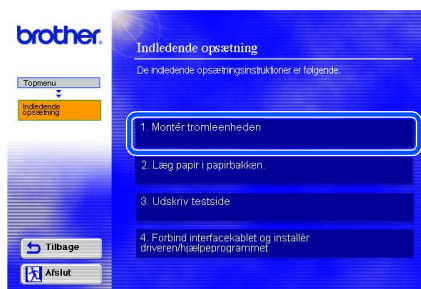 brother.
Indledende opsætning
De indledende opsætningsinstruktioner er følgende.
Topmenu
Indledende
opsætning
1. Montér tromleenheden
2. Læg papir i papirbakken.
3. Udskriv testside
4. Forbind interfacekablet og installér
driveren/hjælpeprogrammet
Tilbage
Afslut